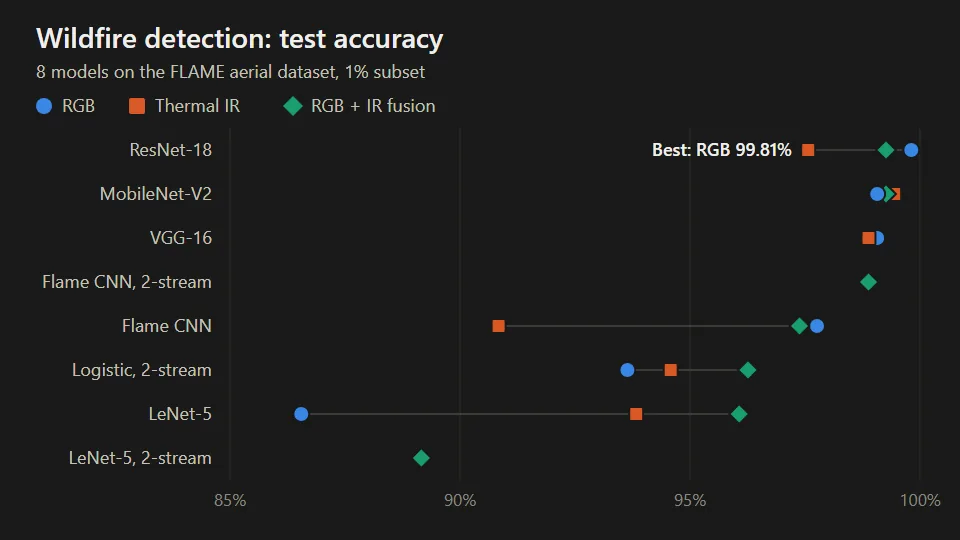 Wildfire detection: test accuracy
8 models on the FLAME aerial dataset, 1% subset
RGB Thermal IR RGB + IR fusion
ResNet-18 Best: RGB 99.81%
MobileNet-V2
VGG-16
Flame CNN, 2-stream
Flame CNN
Logistic, 2-stream
LeNet-5
LeNet-5, 2-stream
85% 90% 95% 100%